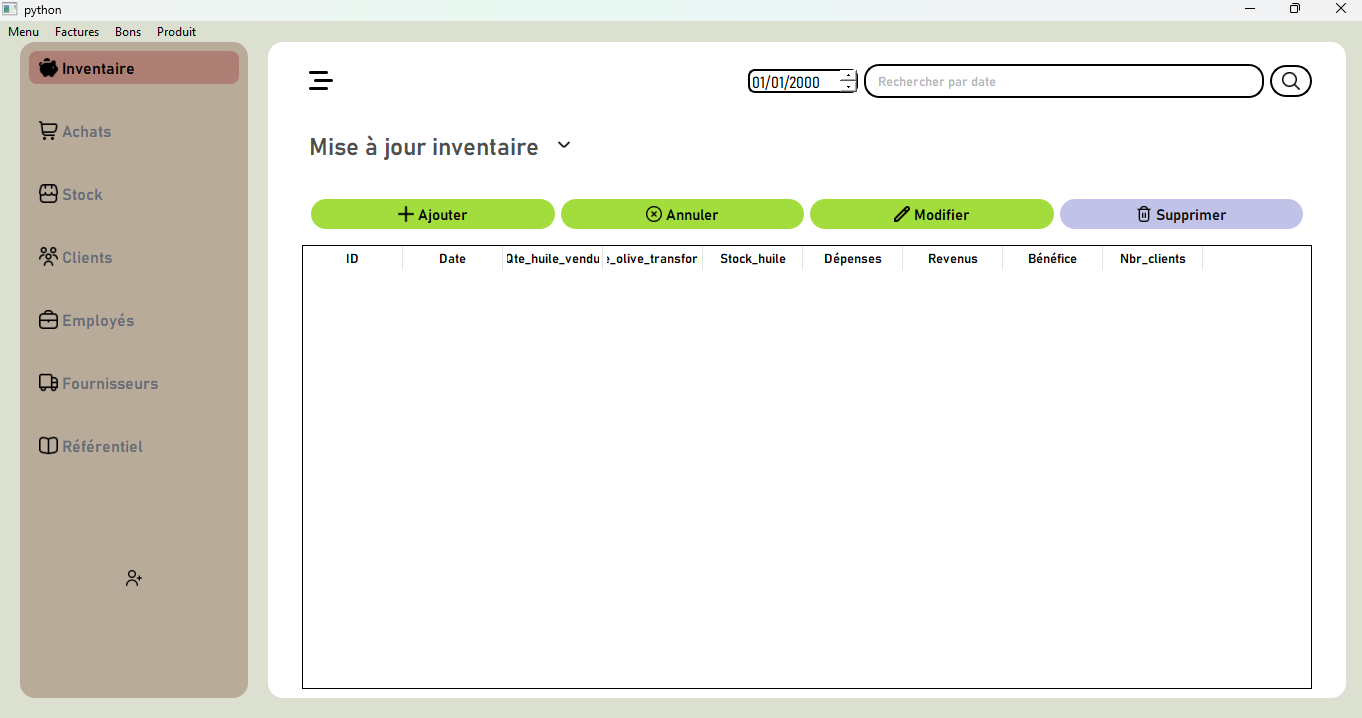 python
Menu Factures Bons Produit
Inventaire
Achats
Stock
Clients
Employés
Fournisseurs
Référentiel
01/01/2000 Rechercher par date
Mise à jour inventaire
Ajouter Annuler Modifier Supprimer
ID Date Qte_huile_vendu e_olive_transfor Stock_huile Dépenses Revenus Bénéfice Nbr_clients